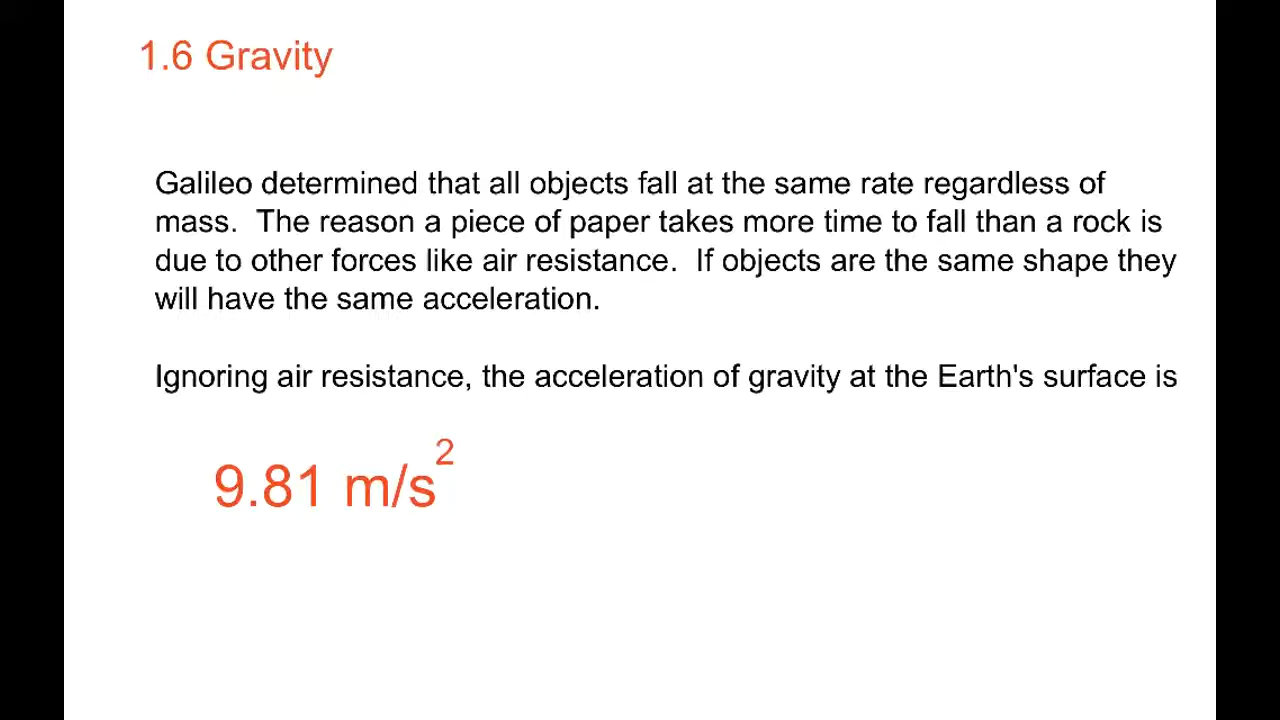 1.6 Gravity
Galileo determined that all objects fall at the same rate regardless of
mass.  The reason a piece of paper takes more time to fall than a rock is
due to other forces like air resistance.  If objects are the same shape they
will have the same acceleration.
Ignoring air resistance, the acceleration of gravity at the Earth's surface is
9.81 m/s²